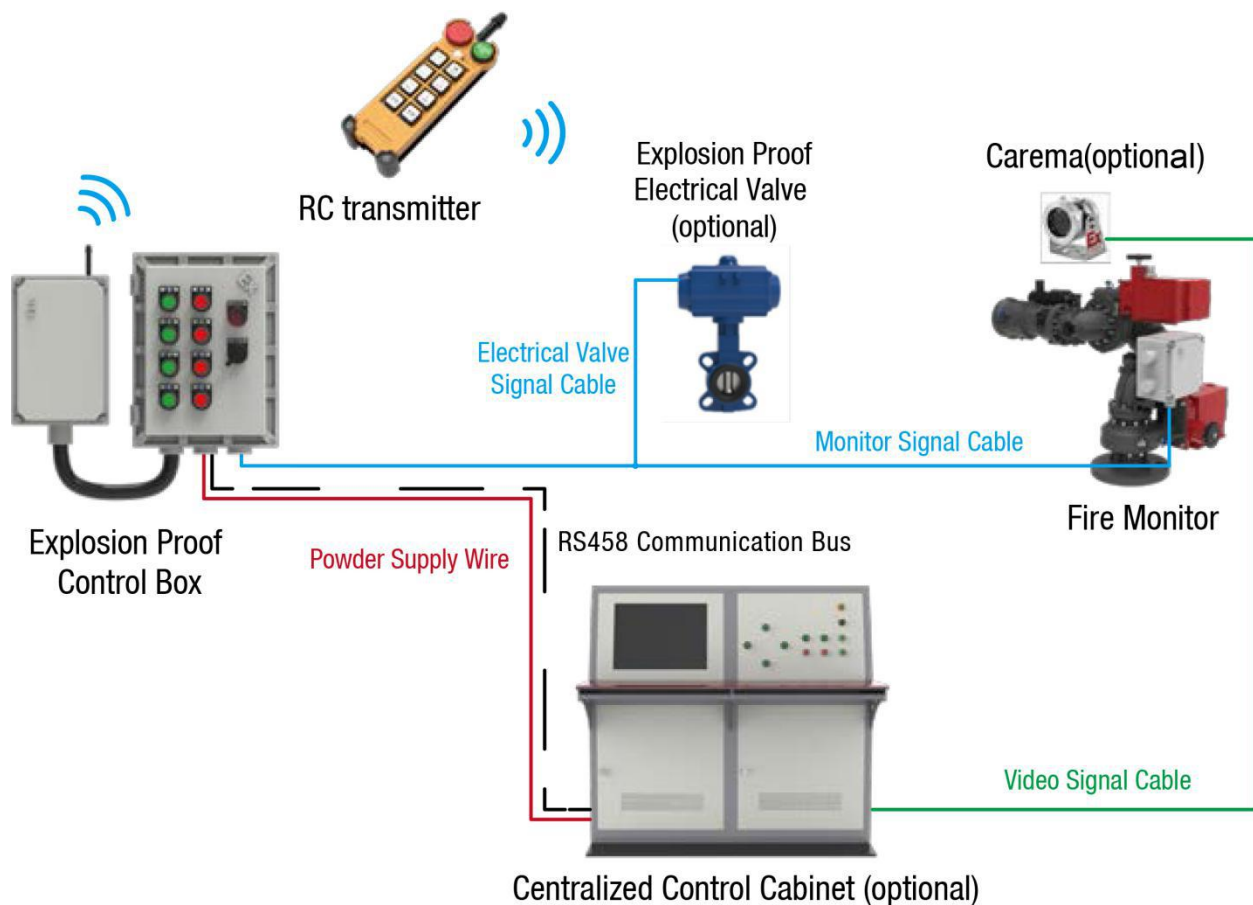 RC transmitter
Explosion Proof
Electrical Valve
(optional)
Carema(optional)
Ex
Electrical Valve
Signal Cable
Monitor Signal Cable
Fire Monitor
Explosion Proof
Control Box
Powder Supply Wire
RS458 Communication Bus
Video Signal Cable
Centralized Control Cabinet (optional)